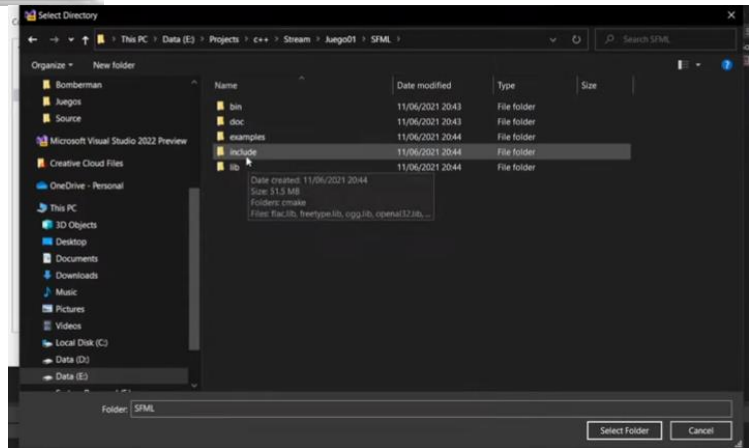 Select Directory
This PC > Data (E:) > Projects > c++ > Stream > Juego01 > SFML >
Search SFML
Organize
New folder
Name
Date modified
Type
Size
Bomberman
Juegos
Source
Microsoft Visual Studio 2022 Preview
Creative Cloud Files
OneDrive - Personal
This PC
3D Objects
Desktop
Documents
Downloads
Music
Pictures
Videos
Local Disk (C:)
Data (D:)
Data (E:)
bin 11/06/2021 20:43 File folder
doc 11/06/2021 20:43 File folder
examples 11/06/2021 20:44 File folder
include 11/06/2021 20:44 File folder
lib 11/06/2021 20:44 File folder
Date created: 11/06/2021 20:44
Size: 51.5 MB
Folders: cmake
Files: flac.lib, freetype.lib, ogg.lib, openal32.lib, ...
Folder: SFML
Select Folder
Cancel